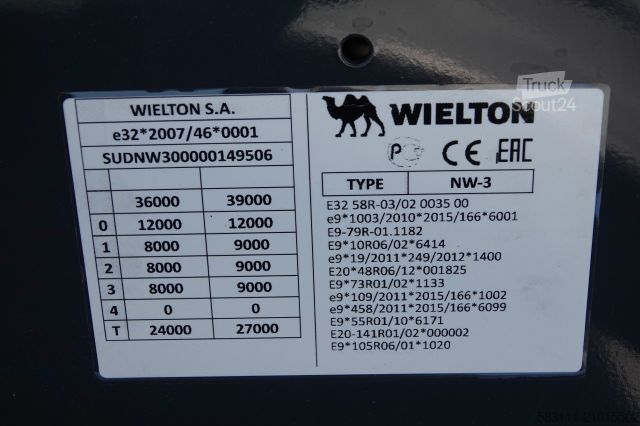 WIELTON S.A.
e32*2007/46*0001
SUDNW300000149506
36000 39000
0 12000 12000
1 8000 9000
2 8000 9000
3 8000 9000
4 0 0
T 24000 27000
Truck
Scout24
WIELTON
CE EAC
TYPE NW-3
E32 58R-03/02 0035 00
e9*1003/2010*2015/166*6001
E9-79R-01.1182
E9*10R06/02*6414
e9*19/2011*249/2012*1400
E20*48R06/12*001825
E9*73R01/02*1133
e9*109/2011*2015/166*1002
e9*458/2011*2015/166*6099
E9*55R01/10*6171
E20-141R01/02*000002
E9*105R06/01*1020